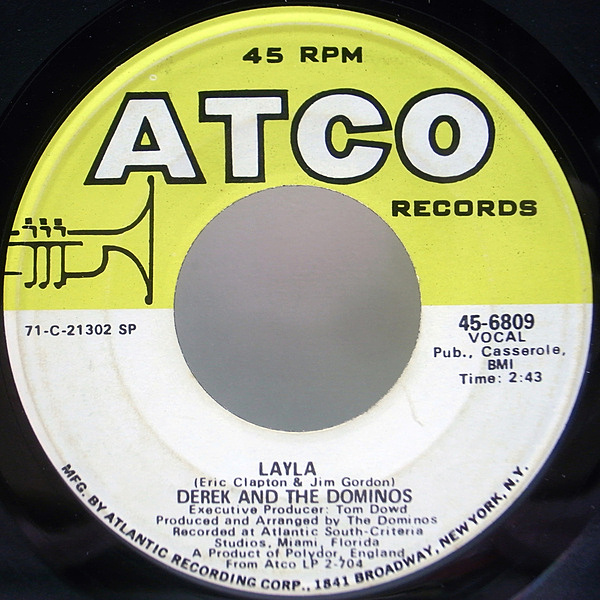 45 RPM
ATCO
RECORDS
71-C-21302 SP
45-6809
VOCAL
Pub., Casserole,
BMI
Time: 2:43
LAYLA
(Eric Clapton & Jim Gordon)
DEREK AND THE DOMINOS
Executive Producer: Tom Dowd
Produced and Arranged by The Dominos
Recorded at Atlantic South-Criteria
Studios, Miami, Florida
A Product of Polydor, England
From Atco LP 2-704
MFG. BY ATLANTIC RECORDING CORP., 1841 BROADWAY, NEW YORK, N.Y.